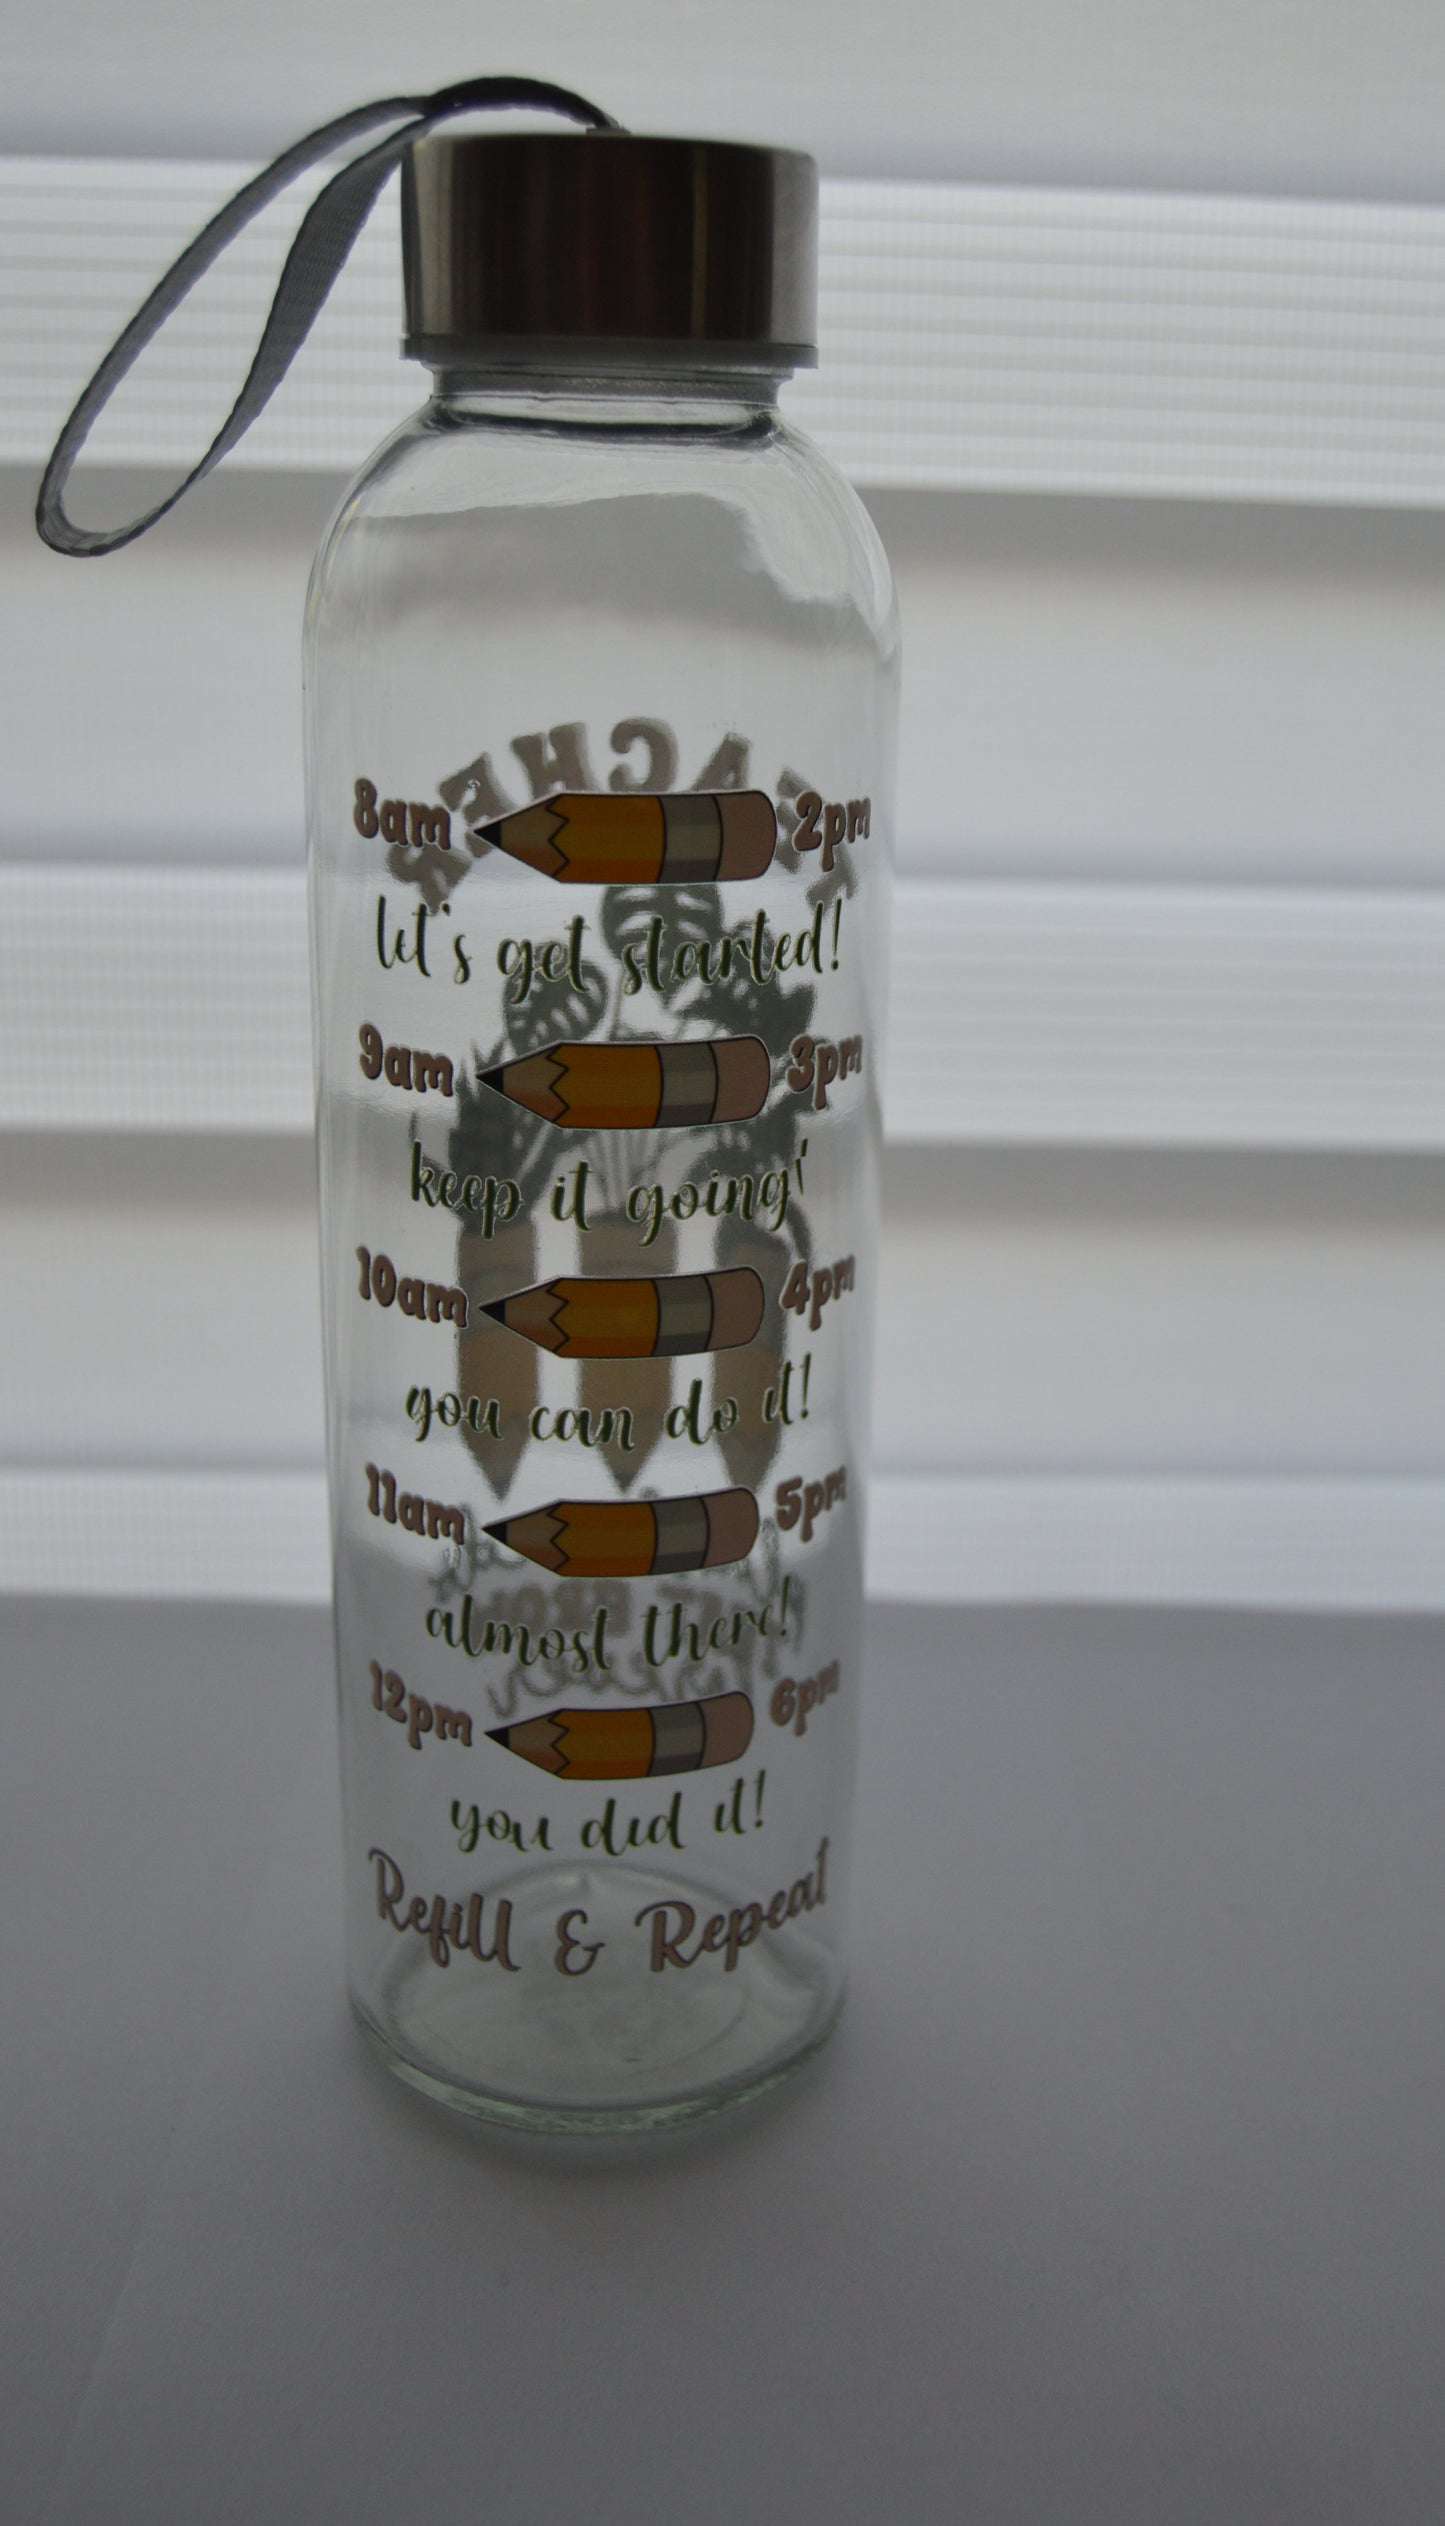 8am 2pm
let's get started!
9am 3pm
keep it going!
10am 4pm
you can do it!
11am 5pm
almost there!
12pm 6pm
you did it!
Refill & Repeat